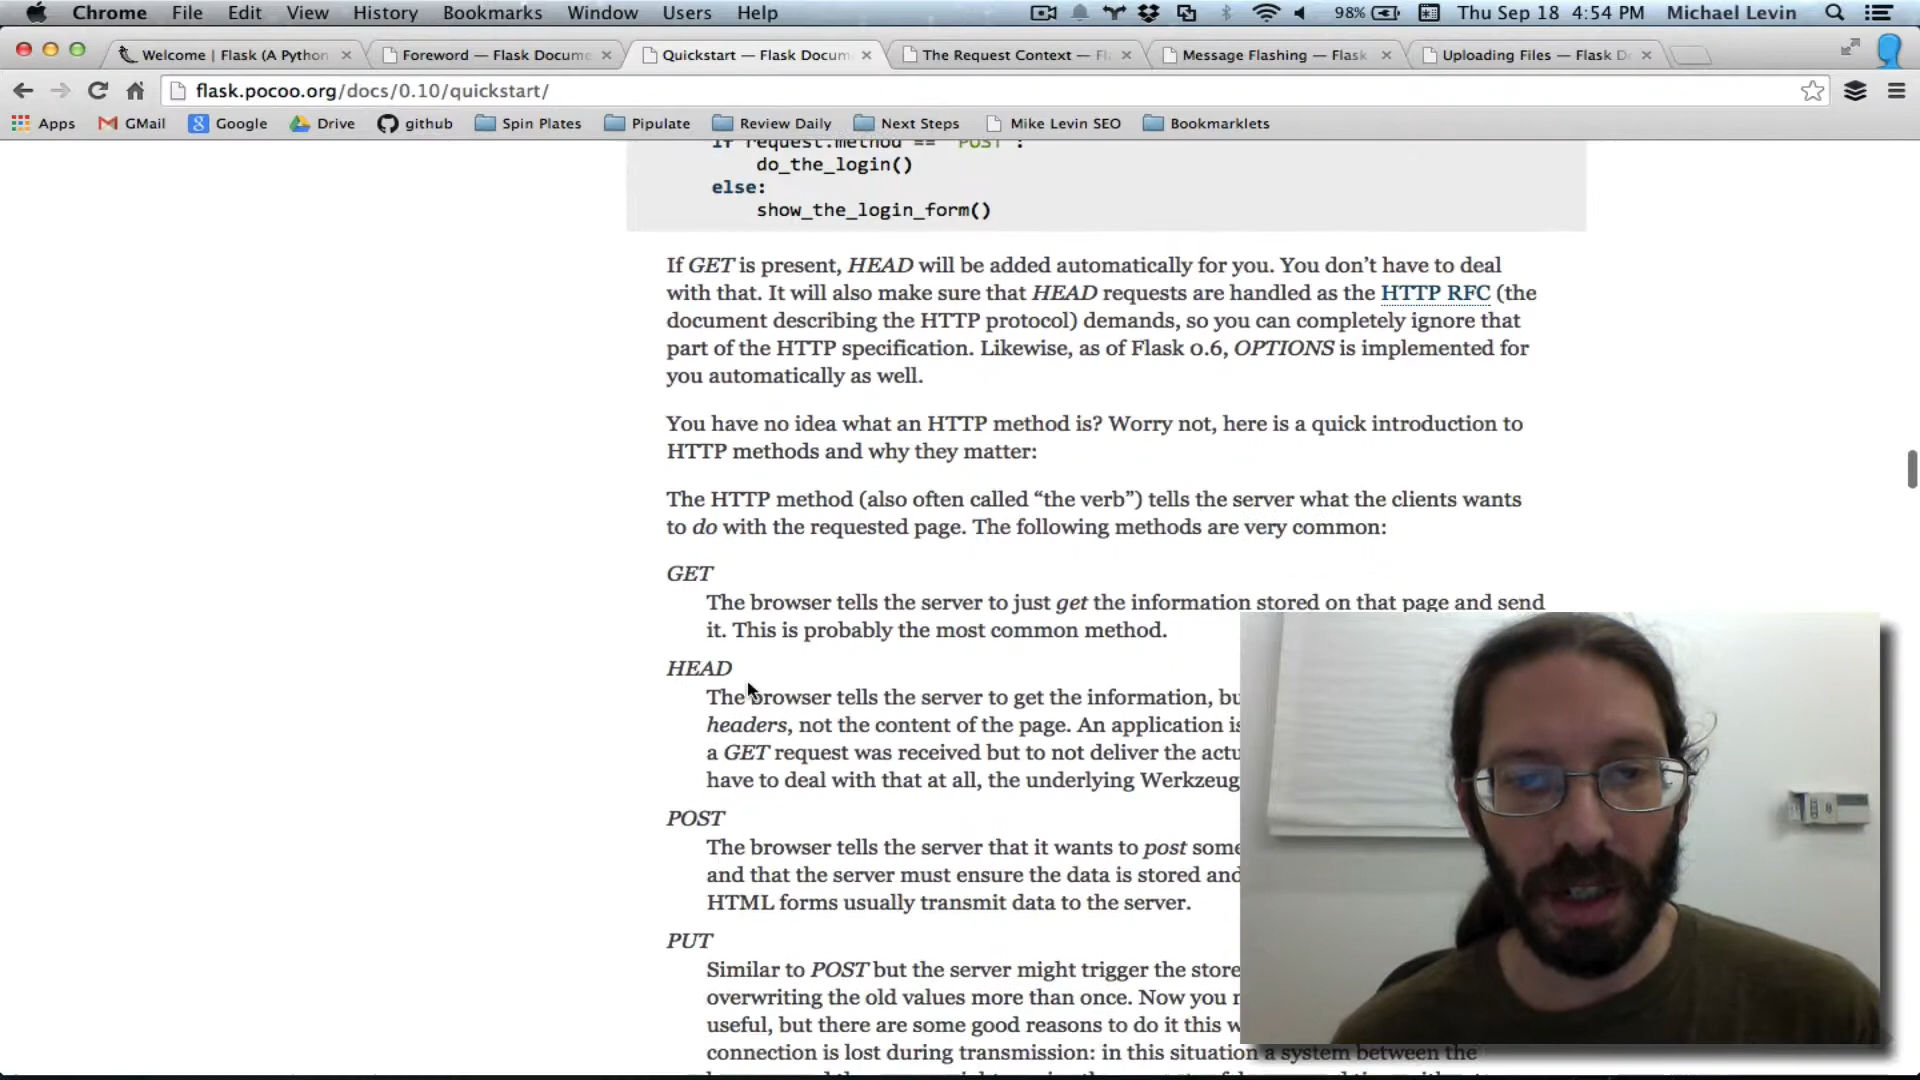 Chrome File Edit View History Bookmarks Window Users Help 98% Thu Sep 18 4:54 PM Michael Levin
Welcome | Flask (A Python Foreword — Flask Docume Quickstart — Flask Docum The Request Context — Fl Message Flashing — Flask Uploading Files — Flask D
flask.pocoo.org/docs/0.10/quickstart/
Apps GMail Google Drive github Spin Plates Pipulate Review Daily Next Steps Mike Levin SEO Bookmarklets
if request.method == 'POST':
do_the_login()
else:
show_the_login_form()
If GET is present, HEAD will be added automatically for you. You don’t have to deal
with that. It will also make sure that HEAD requests are handled as the HTTP RFC (the
document describing the HTTP protocol) demands, so you can completely ignore that
part of the HTTP specification. Likewise, as of Flask 0.6, OPTIONS is implemented for
you automatically as well.
You have no idea what an HTTP method is? Worry not, here is a quick introduction to
HTTP methods and why they matter:
The HTTP method (also often called “the verb”) tells the server what the clients wants
to do with the requested page. The following methods are very common:
GET
The browser tells the server to just get the information stored on that page and send
it. This is probably the most common method.
HEAD
The browser tells the server to get the information, bu
headers, not the content of the page. An application is
a GET request was received but to not deliver the actu
have to deal with that at all, the underlying Werkzeug
POST
The browser tells the server that it wants to post some
and that the server must ensure the data is stored and
HTML forms usually transmit data to the server.
PUT
Similar to POST but the server might trigger the store
overwriting the old values more than once. Now you
useful, but there are some good reasons to do it this w
connection is lost during transmission: in this situation a system between the